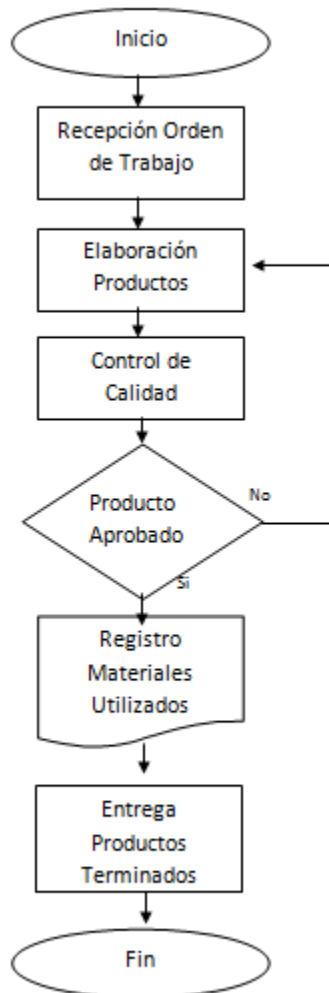 Inicio
Recepción Orden
de Trabajo
Elaboración
Productos
Control de
Calidad
Producto
Aprobado
No
Si
Registro
Materiales
Utilizados
Entrega
Productos
Terminados
Fin